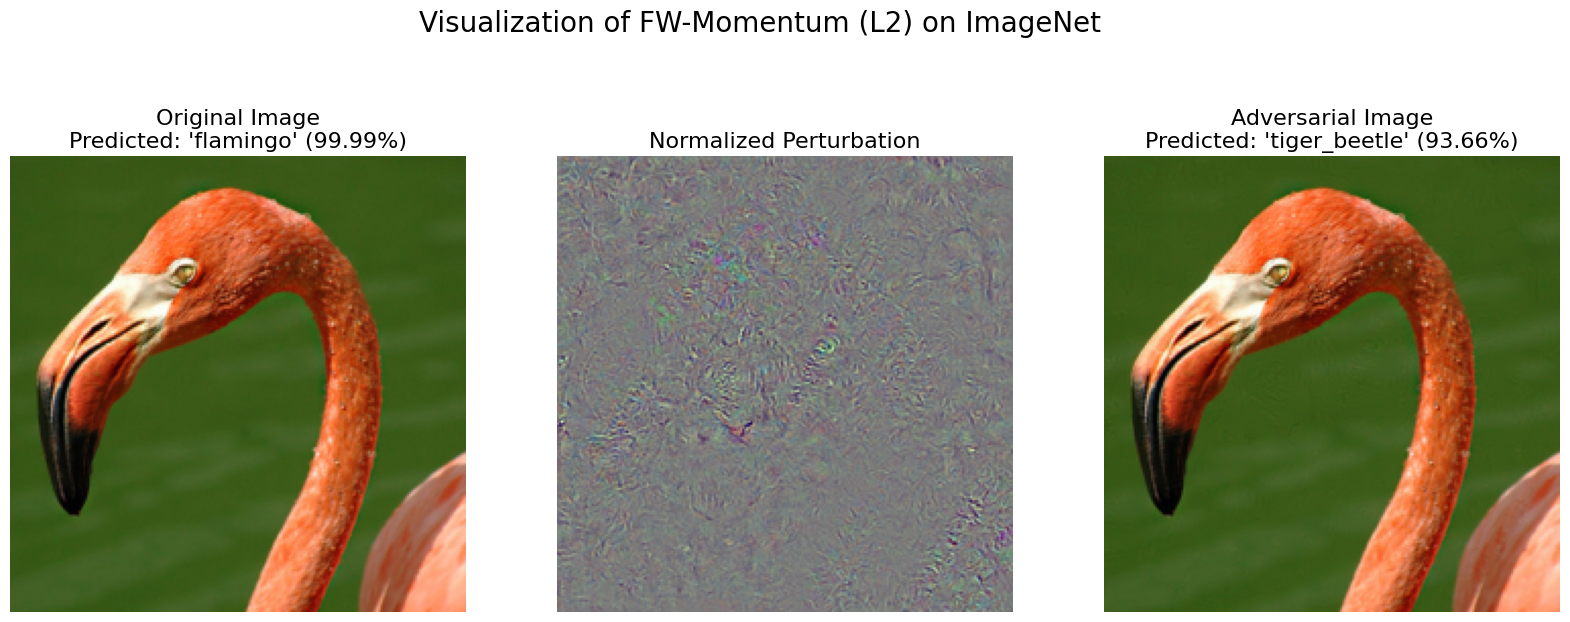 Visualization of FW-Momentum (L2) on ImageNet
Original Image
Predicted: 'flamingo' (99.99%)
Normalized Perturbation
Adversarial Image
Predicted: 'tiger_beetle' (93.66%)